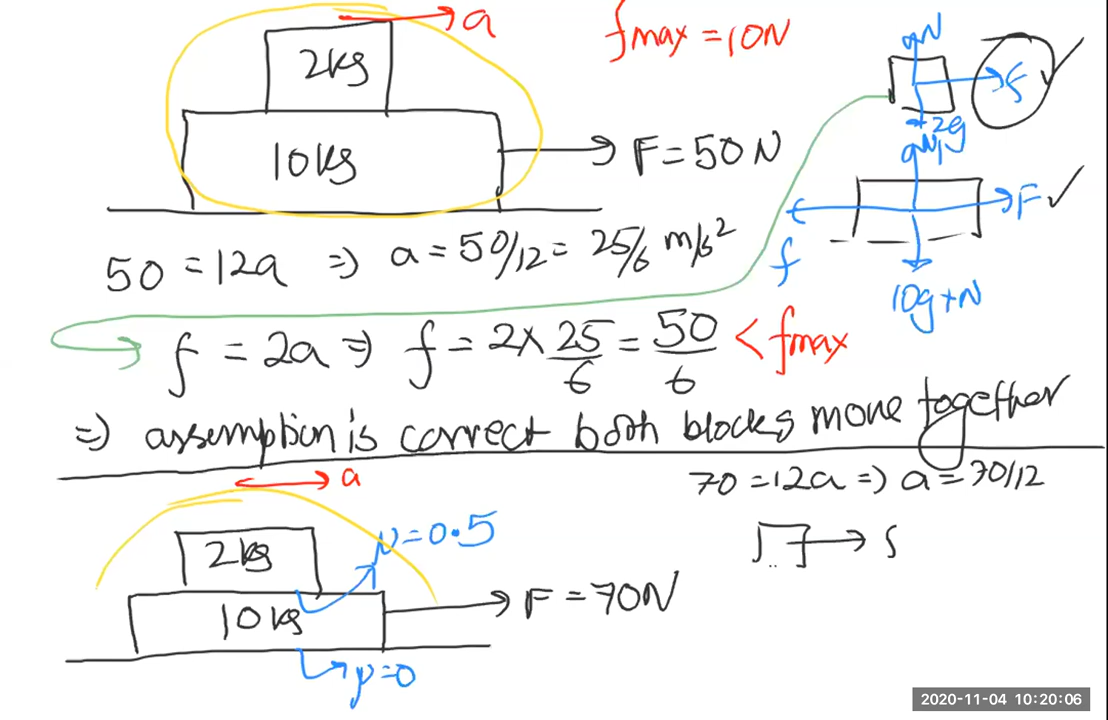 a
fmax = 10N
2kg
10kg
F = 50N
N
f
2g
N
F
f
10g+N
50 = 12a ⇒ a = 50/12 = 25/6 m/s²
f = 2a ⇒ f = 2 × 25/6 = 50/6 < fmax
⇒ assumption is correct both blocks move together
70 = 12a ⇒ a = 70/12
a
2kg
μ = 0.5
f
10kg
F = 70N
μ = 0
2020-11-04 10:20:06